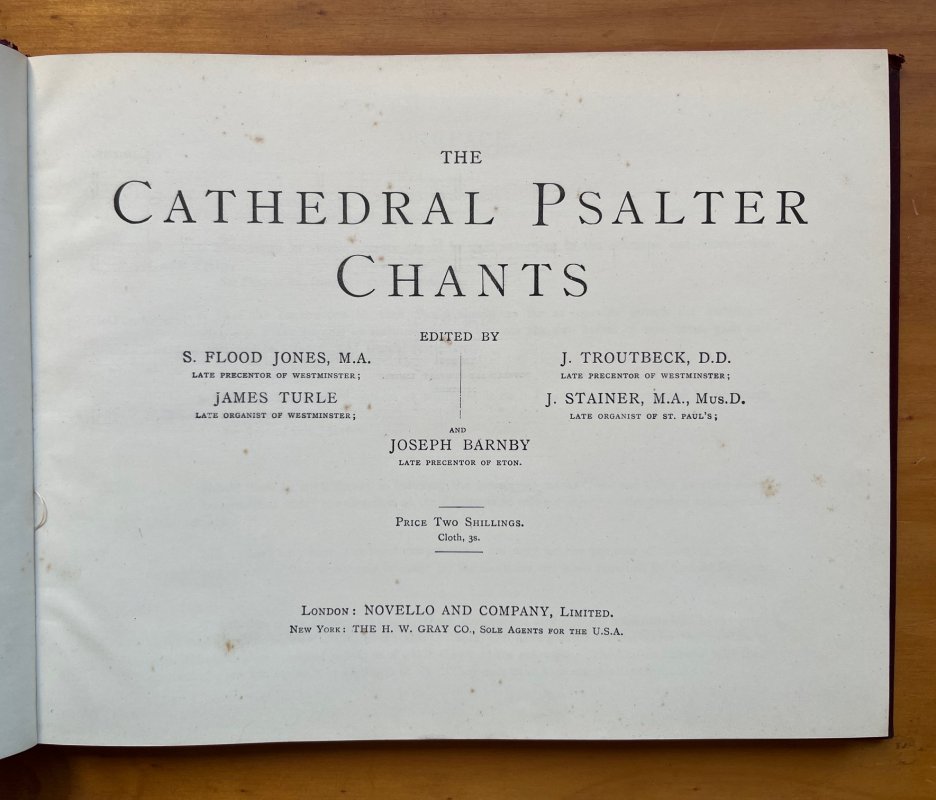 THE
CATHEDRAL PSALTER
CHANTS
EDITED BY
S. FLOOD JONES, M.A.
LATE PRECENTOR OF WESTMINSTER;
JAMES TURLE
LATE ORGANIST OF WESTMINSTER;
J. TROUTBECK, D.D.
LATE PRECENTOR OF WESTMINSTER;
J. STAINER, M.A., Mus.D.
LATE ORGANIST OF ST. PAUL'S;
AND
JOSEPH BARNBY
LATE PRECENTOR OF ETON.
PRICE TWO SHILLINGS.
Cloth, 3s.
LONDON: NOVELLO AND COMPANY, LIMITED.
NEW YORK: THE H. W. GRAY CO., SOLE AGENTS FOR THE U.S.A.